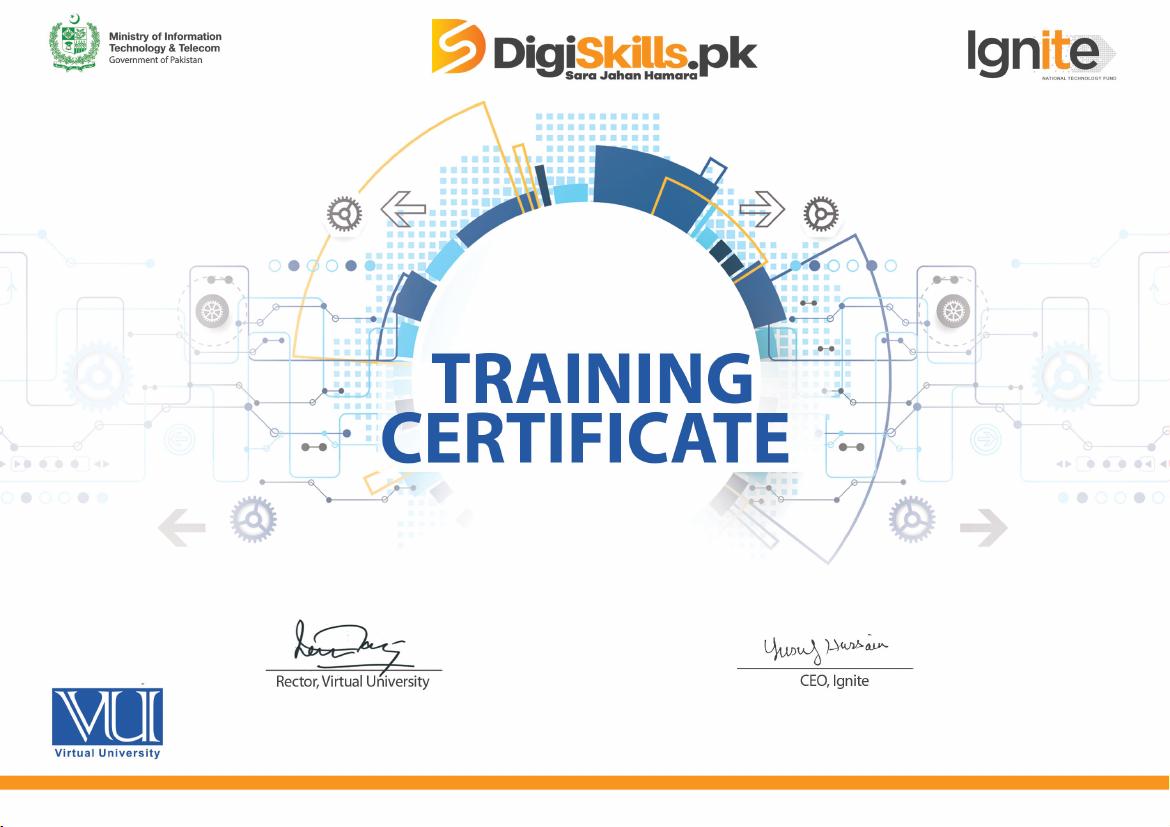 Ministry of Information
Technology & Telecom
Government of Pakistan
DigiSkills.pk
Sara Jahan Hamara
Ignite
NATIONAL TECHNOLOGY FUND
TRAINING
CERTIFICATE
Yusuf Hussain
Rector, Virtual University
CEO, Ignite
VU
Virtual University